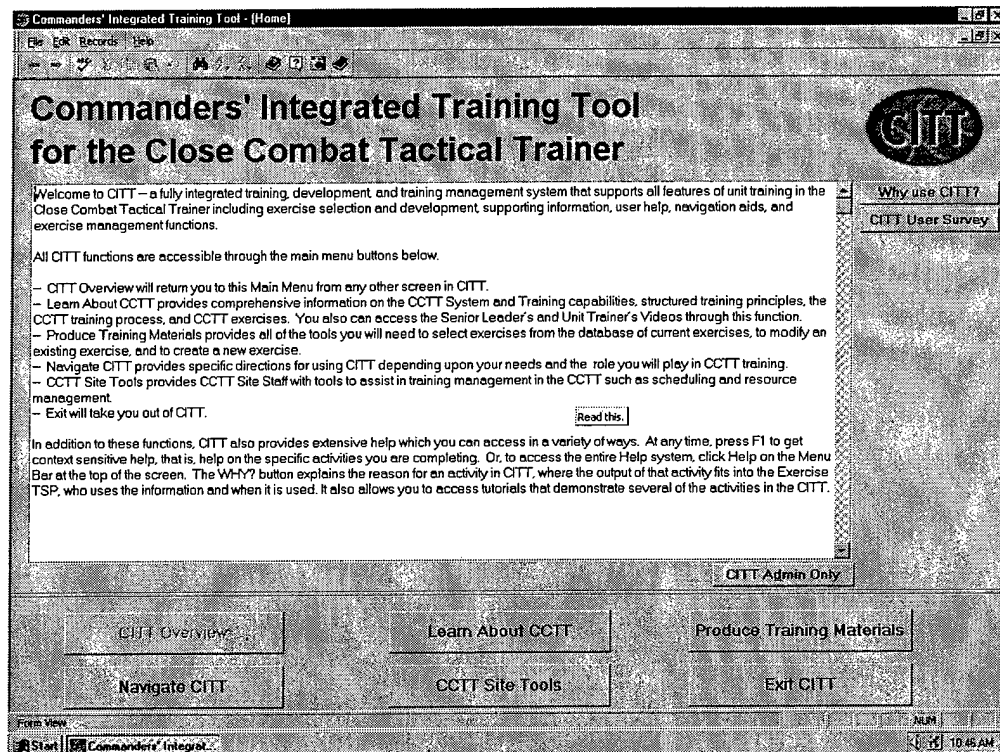 Commanders' Integrated Training Tool - [Home]
File Edit Records Help
Commanders' Integrated Training Tool
for the Close Combat Tactical Trainer
CITT
Why use CITT?
CITT User Survey
Welcome to CITT – a fully integrated training, development, and training management system that supports all features of unit training in the
Close Combat Tactical Trainer including exercise selection and development, supporting information, user help, navigation aids, and
exercise management functions.
All CITT functions are accessible through the main menu buttons below.
– CITT Overview will return you to this Main Menu from any other screen in CITT.
– Learn About CCTT provides comprehensive information on the CCTT System and Training capabilities, structured training principles, the
CCTT training process, and CCTT exercises. You also can access the Senior Leader's and Unit Trainer's Videos through this function.
– Produce Training Materials provides all of the tools you will need to select exercises from the database of current exercises, to modify an
existing exercise, and to create a new exercise.
– Navigate CITT provides specific directions for using CITT depending upon your needs and the role you will play in CCTT training.
– CCTT Site Tools provides CCTT Site Staff with tools to assist in training management in the CCTT such as scheduling and resource
management.
– Exit will take you out of CITT.
Read this.
In addition to these functions, CITT also provides extensive help which you can access in a variety of ways. At any time, press F1 to get
context sensitive help, that is, help on the specific activities you are completing. Or, to access the entire Help system, click Help on the Menu
Bar at the top of the screen. The WHY? button explains the reason for an activity in CITT, where the output of that activity fits into the Exercise
TSP, who uses the information and when it is used. It also allows you to access tutorials that demonstrate several of the activities in the CITT.
CITT Admin Only
CITT Overview
Learn About CCTT
Produce Training Materials
Navigate CITT
CCTT Site Tools
Exit CITT
Form View
NUM
Start
Commanders' Integrat...
10:46 AM